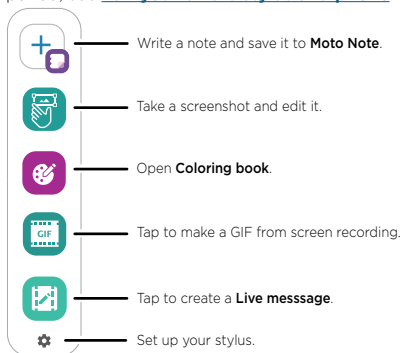 Write a note and save it to Moto Note.
Take a screenshot and edit it.
Open Coloring book.
GIF
Tap to make a GIF from screen recording.
Tap to create a Live messsage.
Set up your stylus.